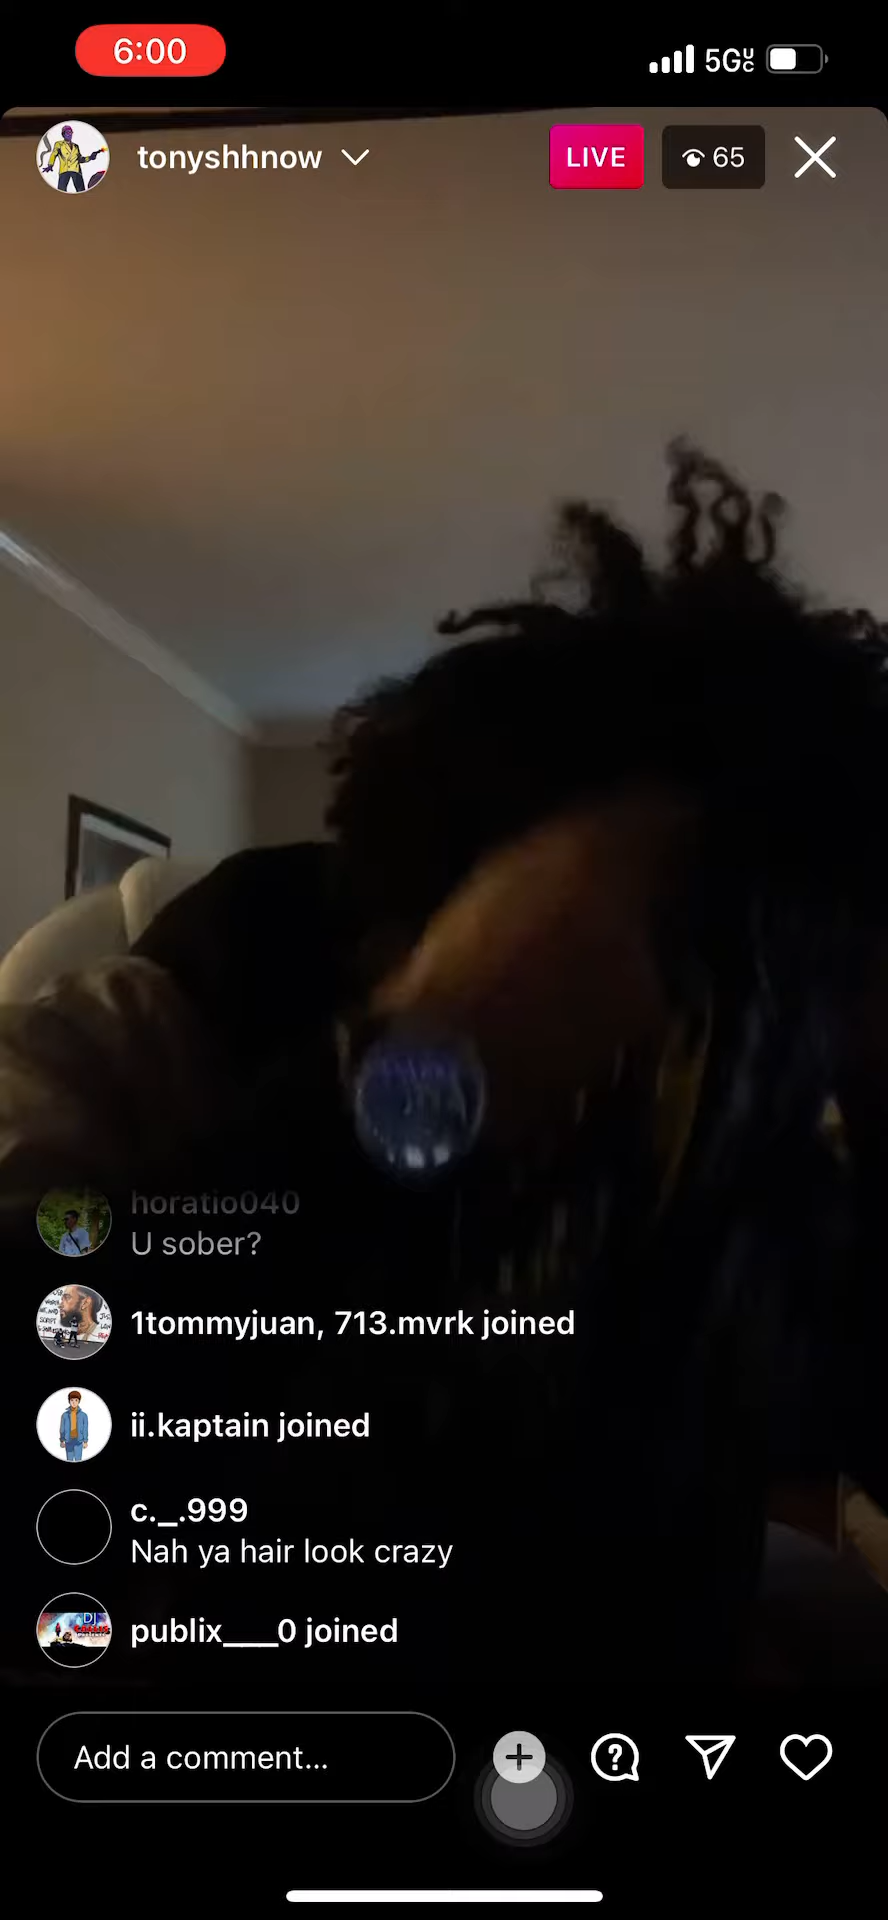 6:00
5GUC
tonyshhnow
LIVE
65
horatio040
U sober?
1tommyjuan, 713.mvrk joined
ii.kaptain joined
c._.999
Nah ya hair look crazy
publix___0 joined
Add a comment...